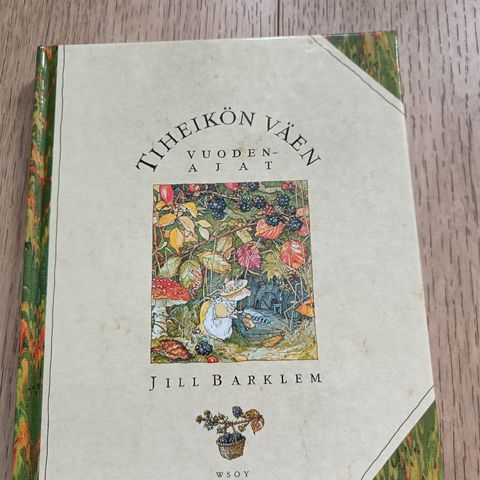 TIHEIKÖN VÄEN
VUODEN-
AJAT
JILL BARKLEM
WSOY